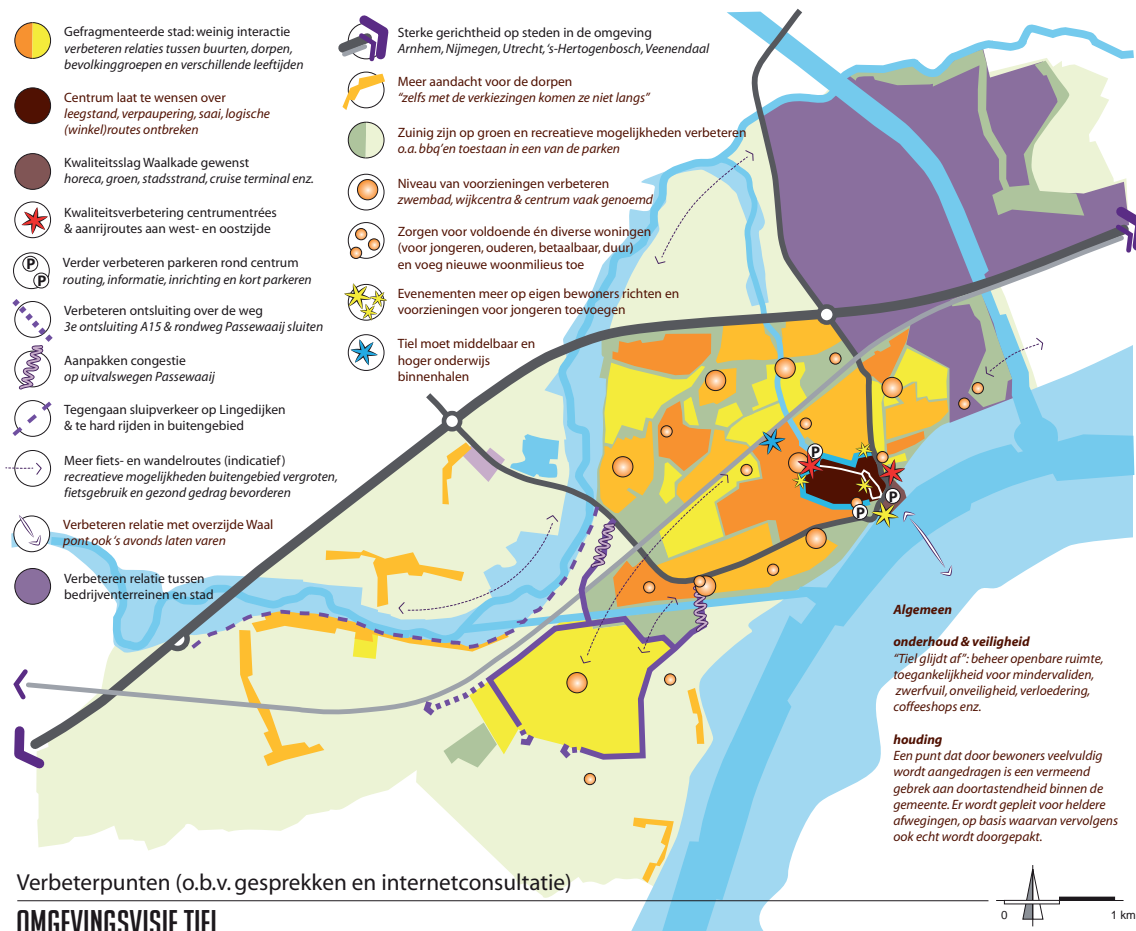 Gefragmenteerde stad: weinig interactie
verbeteren relaties tussen buurten, dorpen,
bevolkinggroepen en verschillende leeftijden
Centrum laat te wensen over
leegstand, verpaupering, saai, logische
(winkel)routes ontbreken
Kwaliteitsslag Waalkade gewenst
horeca, groen, stadsstrand, cruise terminal enz.
Kwaliteitsverbetering centrumentrées
& aanrijroutes aan west- en oostzijde
P
P
Verder verbeteren parkeren rond centrum
routing, informatie, inrichting en kort parkeren
Verbeteren ontsluiting over de weg
3e ontsluiting A15 & rondweg Passewaaij sluiten
Aanpakken congestie
op uitvalswegen Passewaaij
Tegengaan sluipverkeer op Lingedijken
& te hard rijden in buitengebied
Meer fiets- en wandelroutes (indicatief)
recreatieve mogelijkheden buitengebied vergroten,
fietsgebruik en gezond gedrag bevorderen
Verbeteren relatie met overzijde Waal
pont ook 's avonds laten varen
Verbeteren relatie tussen
bedrijventerreinen en stad
Sterke gerichtheid op steden in de omgeving
Arnhem, Nijmegen, Utrecht, 's-Hertogenbosch, Veenendaal
Meer aandacht voor de dorpen
"zelfs met de verkiezingen komen ze niet langs"
Zuinig zijn op groen en recreatieve mogelijkheden verbeteren
o.a. bbq'en toestaan in een van de parken
Niveau van voorzieningen verbeteren
zwembad, wijkcentra & centrum vaak genoemd
Zorgen voor voldoende én diverse woningen
(voor jongeren, ouderen, betaalbaar, duur)
en voeg nieuwe woonmilieus toe
Evenementen meer op eigen bewoners richten en
voorzieningen voor jongeren toevoegen
Tiel moet middelbaar en
hoger onderwijs
binnenhalen
P
P
P
Algemeen
onderhoud & veiligheid
"Tiel glijdt af": beheer openbare ruimte,
toegankelijkheid voor mindervaliden,
zwerfvuil, onveiligheid, verloedering,
coffeeshops enz.
houding
Een punt dat door bewoners veelvuldig
wordt aangedragen is een vermeend
gebrek aan doortastendheid binnen de
gemeente. Er wordt gepleit voor heldere
afwegingen, op basis waarvan vervolgens
ook echt wordt doorgepakt.
Verbeterpunten (o.b.v. gesprekken en internetconsultatie)
OMGEVINGSVISIE TIEL
0 1 km